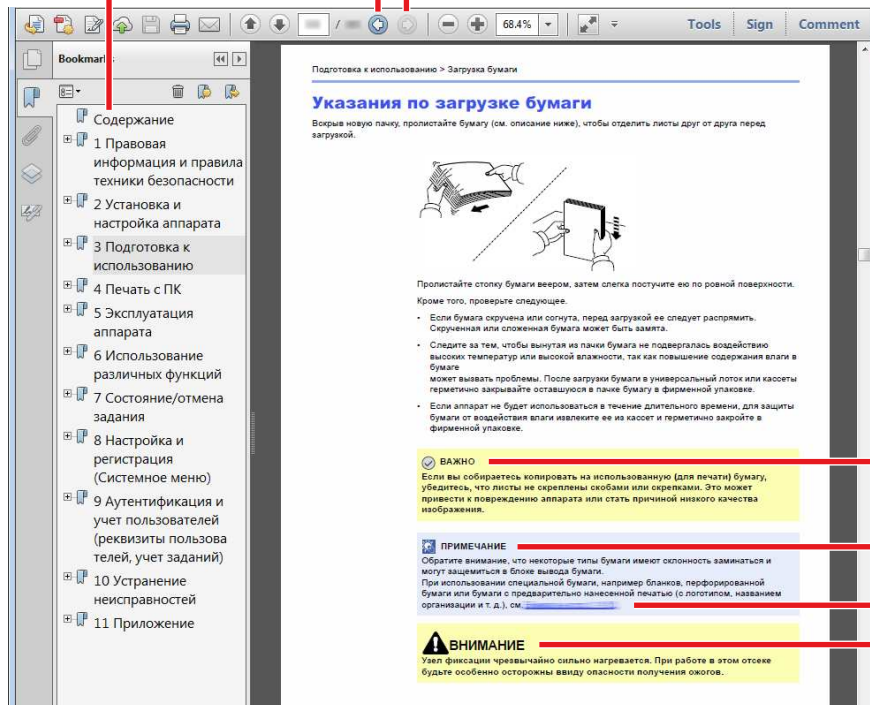 /
68.4%
Tools
Sign
Comment
Bookmar
Содержание
1 Правовая
информация и правила
техники безопасности
2 Установка и
настройка аппарата
3 Подготовка к
использованию
4 Печать с ПК
5 Эксплуатация
аппарата
6 Использование
различных функций
7 Состояние/отмена
задания
8 Настройка и
регистрация
(Системное меню)
9 Аутентификация и
учет пользователей
(реквизиты пользова
телей, учет заданий)
10 Устранение
неисправностей
11 Приложение
Подготовка к использованию > Загрузка бумаги
Указания по загрузке бумаги
Вскрыв новую пачку, пролистайте бумагу (см. описание ниже), чтобы отделить листы друг от друга перед
загрузкой.
Пролистайте стопку бумаги веером, затем слегка постучите ею по ровной поверхности.
Кроме того, проверьте следующее.
• Если бумага скручена или согнута, перед загрузкой ее следует распрямить.
Скрученная или сложенная бумага может быть замята.
• Следите за тем, чтобы вынутая из пачки бумага не подвергалась воздействию
высоких температур или высокой влажности, так как повышение содержания влаги в
бумаге
может вызвать проблемы. После загрузки бумаги в универсальный лоток или кассеты
герметично закрывайте оставшуюся в пачке бумагу в фирменной упаковке.
• Если аппарат не будет использоваться в течение длительного времени, для защиты
бумаги от воздействия влаги извлеките ее из кассет и герметично закройте в
фирменной упаковке.
ВАЖНО
Если вы собираетесь копировать на использованную (для печати) бумагу,
убедитесь, что листы не скреплены скобами или скрепками. Это может
привести к повреждению аппарата или стать причиной низкого качества
изображения.
ПРИМЕЧАНИЕ
Обратите внимание, что некоторые типы бумаги имеют склонность заминаться и
могут защемиться в блоке вывода бумаги.
При использовании специальной бумаги, например бланков, перфорированной
бумаги или бумаги с предварительно нанесенной печатью (с логотипом, названием
организации и т. д.), см.
ВНИМАНИЕ
Узел фиксации чрезвычайно сильно нагревается. При работе в этом отсеке
будьте особенно осторожны ввиду опасности получения ожогов.